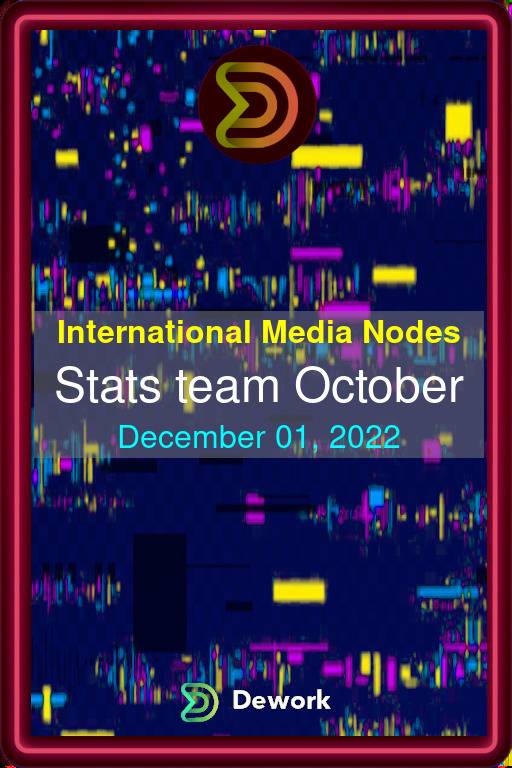 International Media Nodes
Stats team October
December 01, 2022
Dework